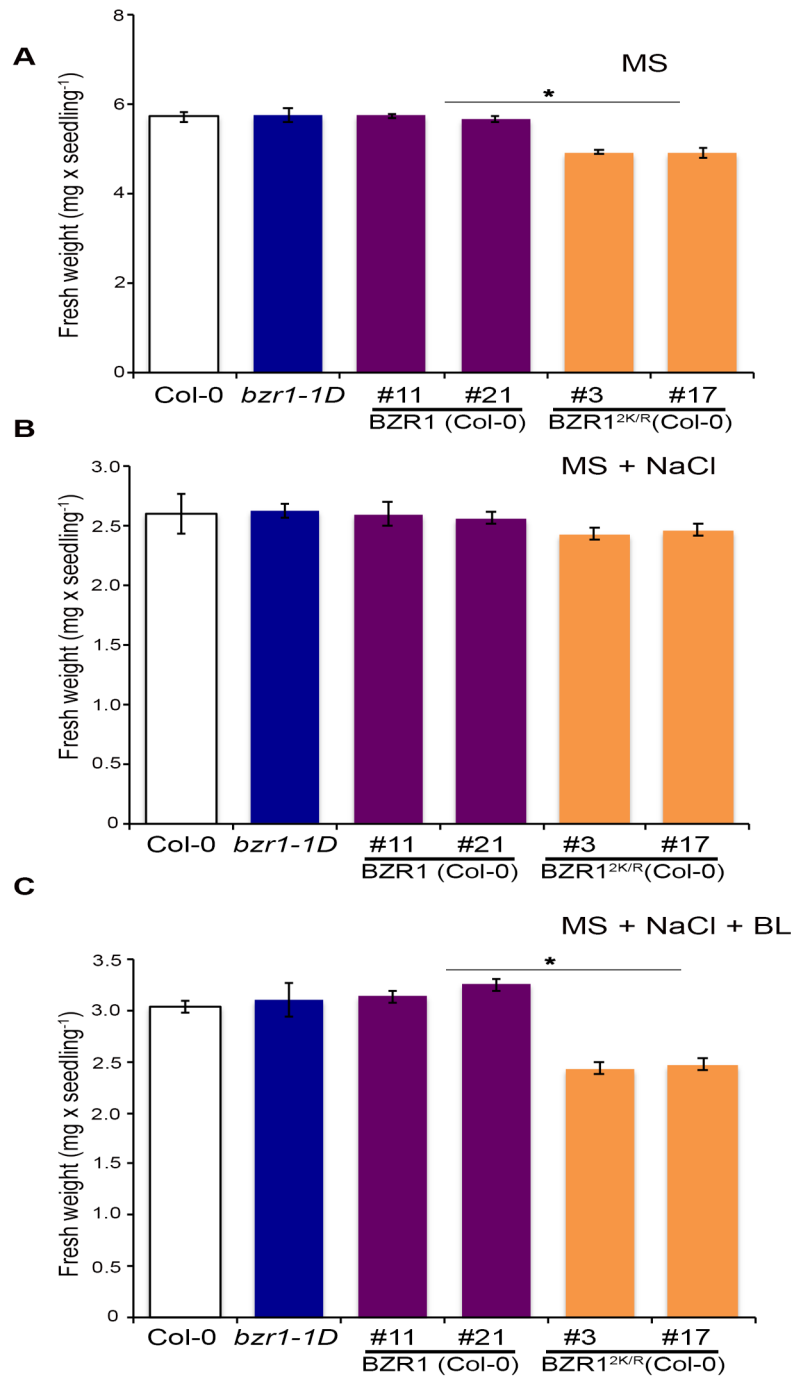 A
MS
*
Fresh weight (mg x seedling⁻¹)
8
6
4
2
0
Col-0 bzr1-1D #11 #21 #3 #17
BZR1 (Col-0) BZR1²ᴷ/ᴿ(Col-0)
B
MS + NaCl
Fresh weight (mg x seedling⁻¹)
3.0
2.5
2.0
1.5
1.0
0.5
0
Col-0 bzr1-1D #11 #21 #3 #17
BZR1 (Col-0) BZR1²ᴷ/ᴿ(Col-0)
C
MS + NaCl + BL
*
Fresh weight (mg x seedling⁻¹)
3.5
3.0
2.5
2.0
1.5
1.0
0.5
0
Col-0 bzr1-1D #11 #21 #3 #17
BZR1 (Col-0) BZR1²ᴷ/ᴿ(Col-0)